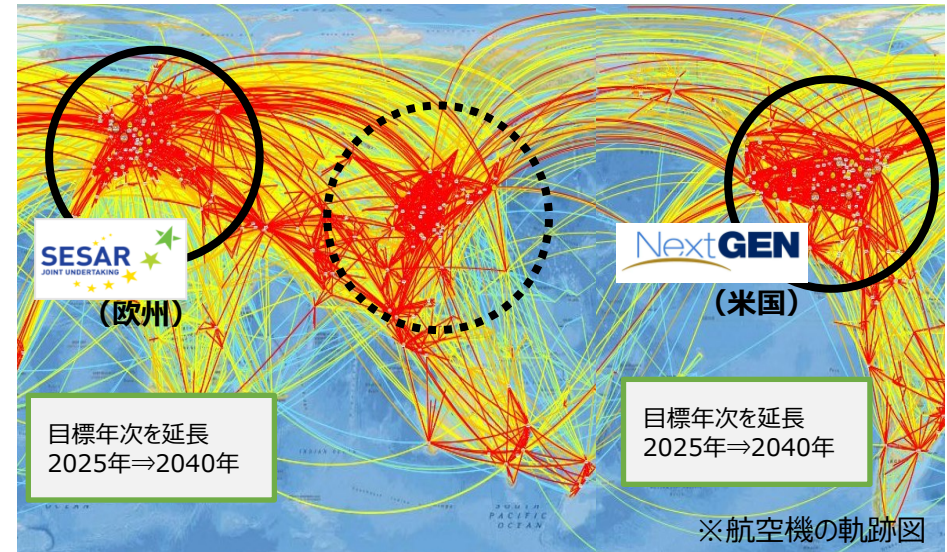 SESAR
JOINT UNDERTAKING
（欧州）
NextGEN
（米国）
目標年次を延長
2025年⇒2040年
目標年次を延長
2025年⇒2040年
INDIAN
PACIFIC
OCEAN
※航空機の軌跡図